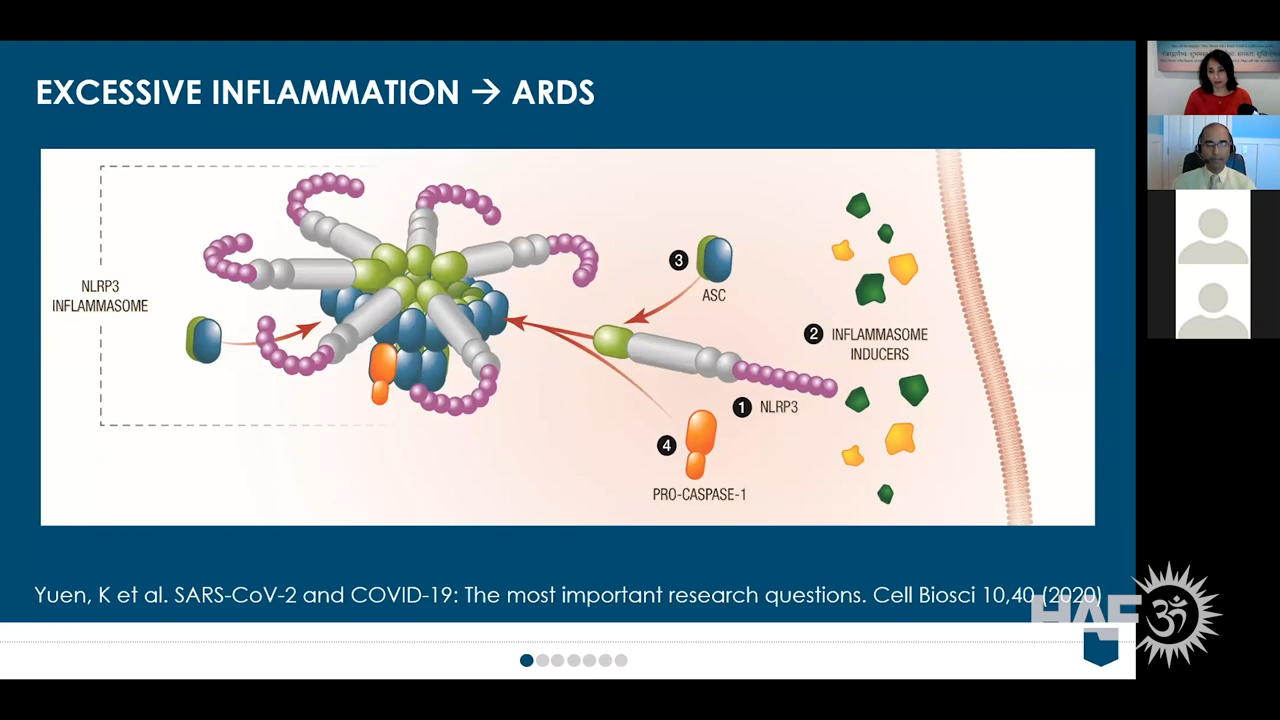 EXCESSIVE INFLAMMATION → ARDS
NLRP3
INFLAMMASOME
3
ASC
2 INFLAMMASOME
INDUCERS
1 NLRP3
4
PRO-CASPASE-1
Yuen, K et al. SARS-CoV-2 and COVID-19: The most important research questions. Cell Biosci 10,40 (2020)
HAF
ॐ